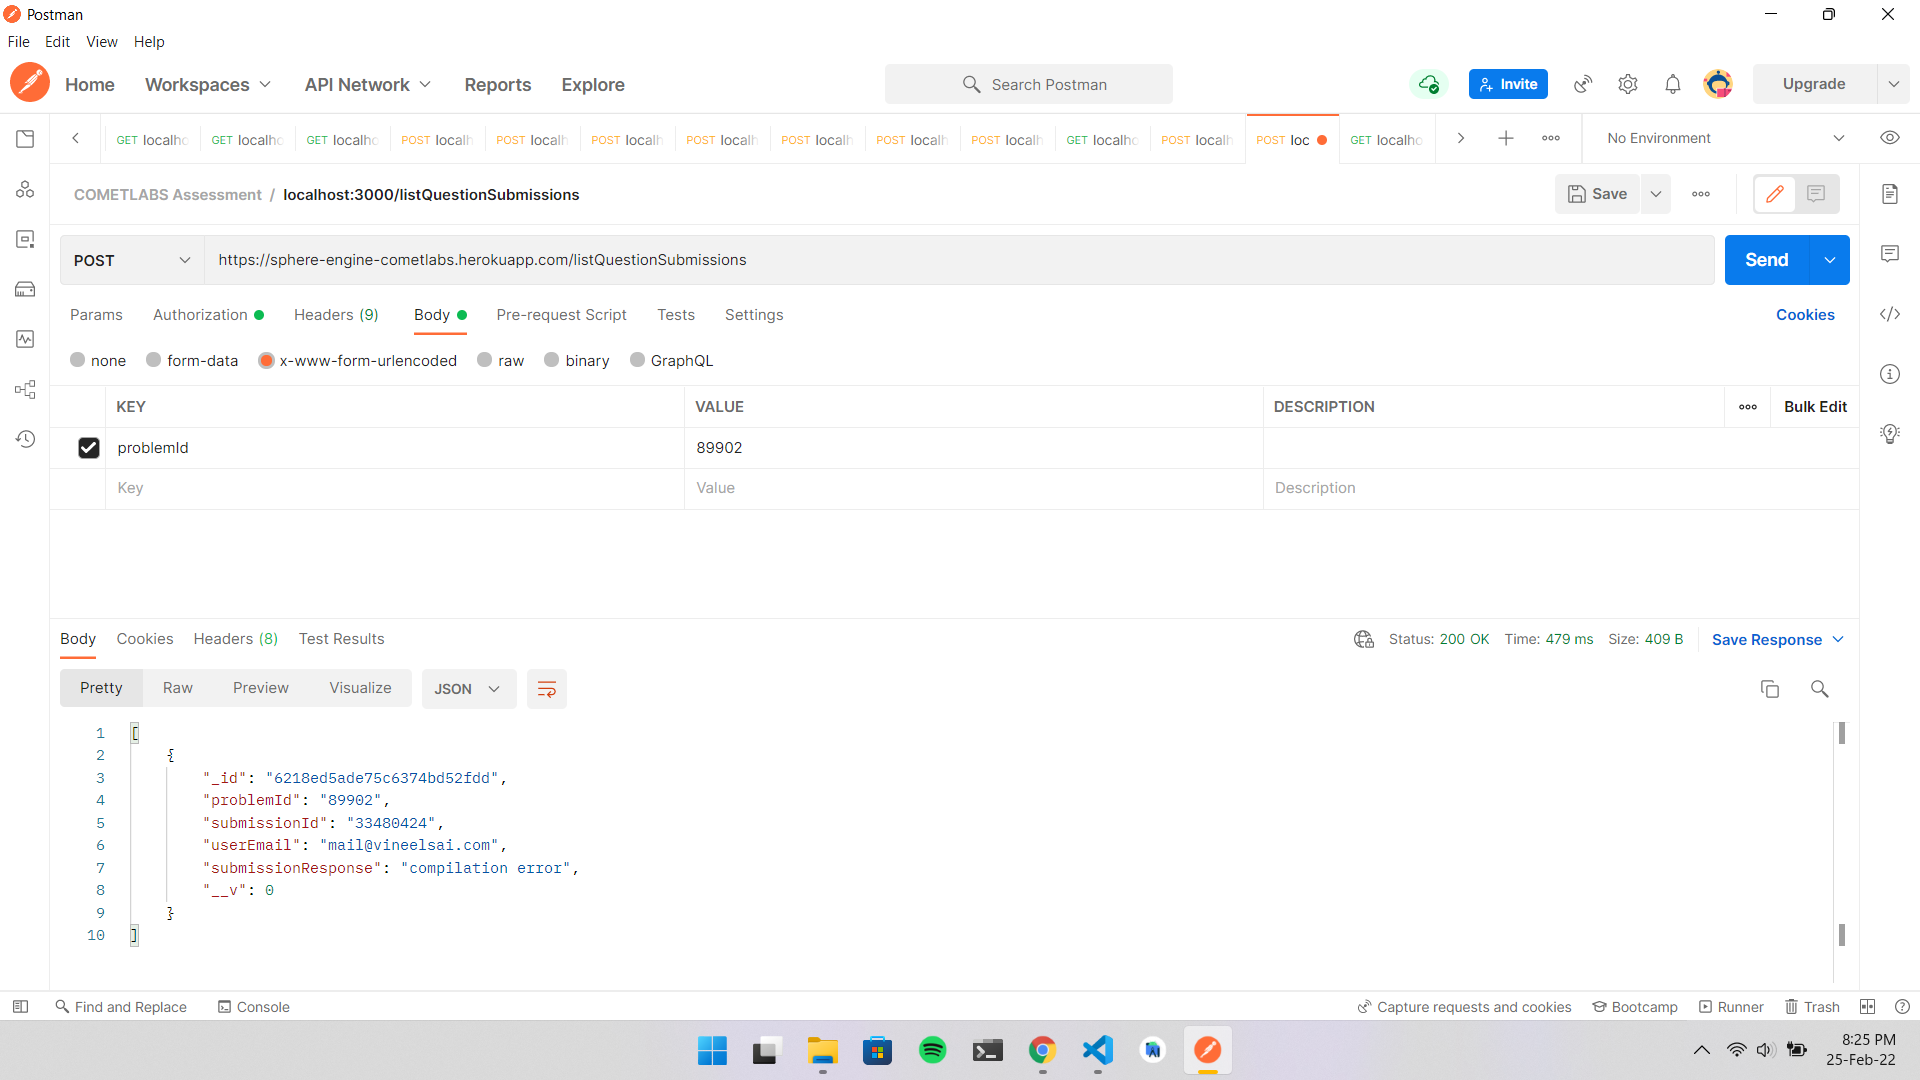 Postman
File Edit View Help
Home Workspaces API Network Reports Explore Search Postman Invite Upgrade
GET localho GET localho GET localho POST localh POST localh POST localh POST localh POST localh POST localh POST localh GET localho POST localh POST loc GET localho No Environment
COMETLABS Assessment / localhost:3000/listQuestionSubmissions Save
POST https://sphere-engine-cometlabs.herokuapp.com/listQuestionSubmissions Send
Params Authorization Headers (9) Body Pre-request Script Tests Settings Cookies
none form-data x-www-form-urlencoded raw binary GraphQL
KEY VALUE DESCRIPTION Bulk Edit
problemId 89902
Key Value Description
Body Cookies Headers (8) Test Results Status: 200 OK Time: 479 ms Size: 409 B Save Response
Pretty Raw Preview Visualize JSON
1 [
2 {
3 "_id": "6218ed5ade75c6374bd52fdd",
4 "problemId": "89902",
5 "submissionId": "33480424",
6 "userEmail": "mail@vineelsai.com",
7 "submissionResponse": "compilation error",
8 "__v": 0
9 }
10 ]
Find and Replace Console Capture requests and cookies Bootcamp Runner Trash
8:25 PM
25-Feb-22